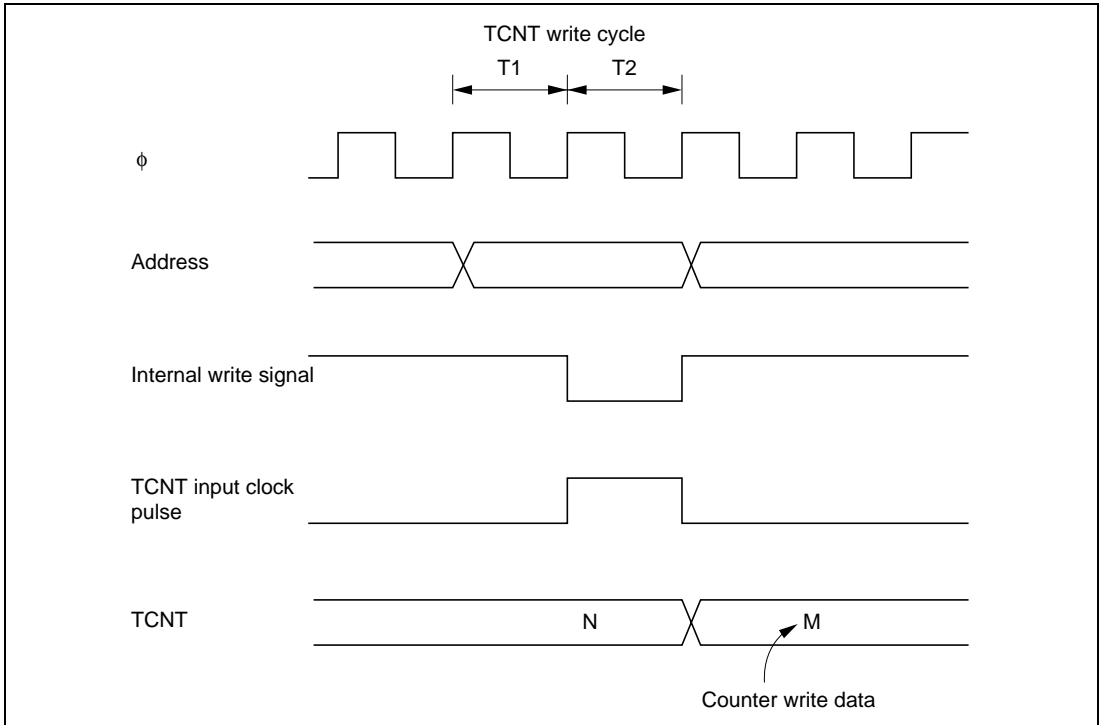 TCNT write cycle
T1 T2
ϕ
Address
Internal write signal
TCNT input clock
pulse
TCNT N M
Counter write data